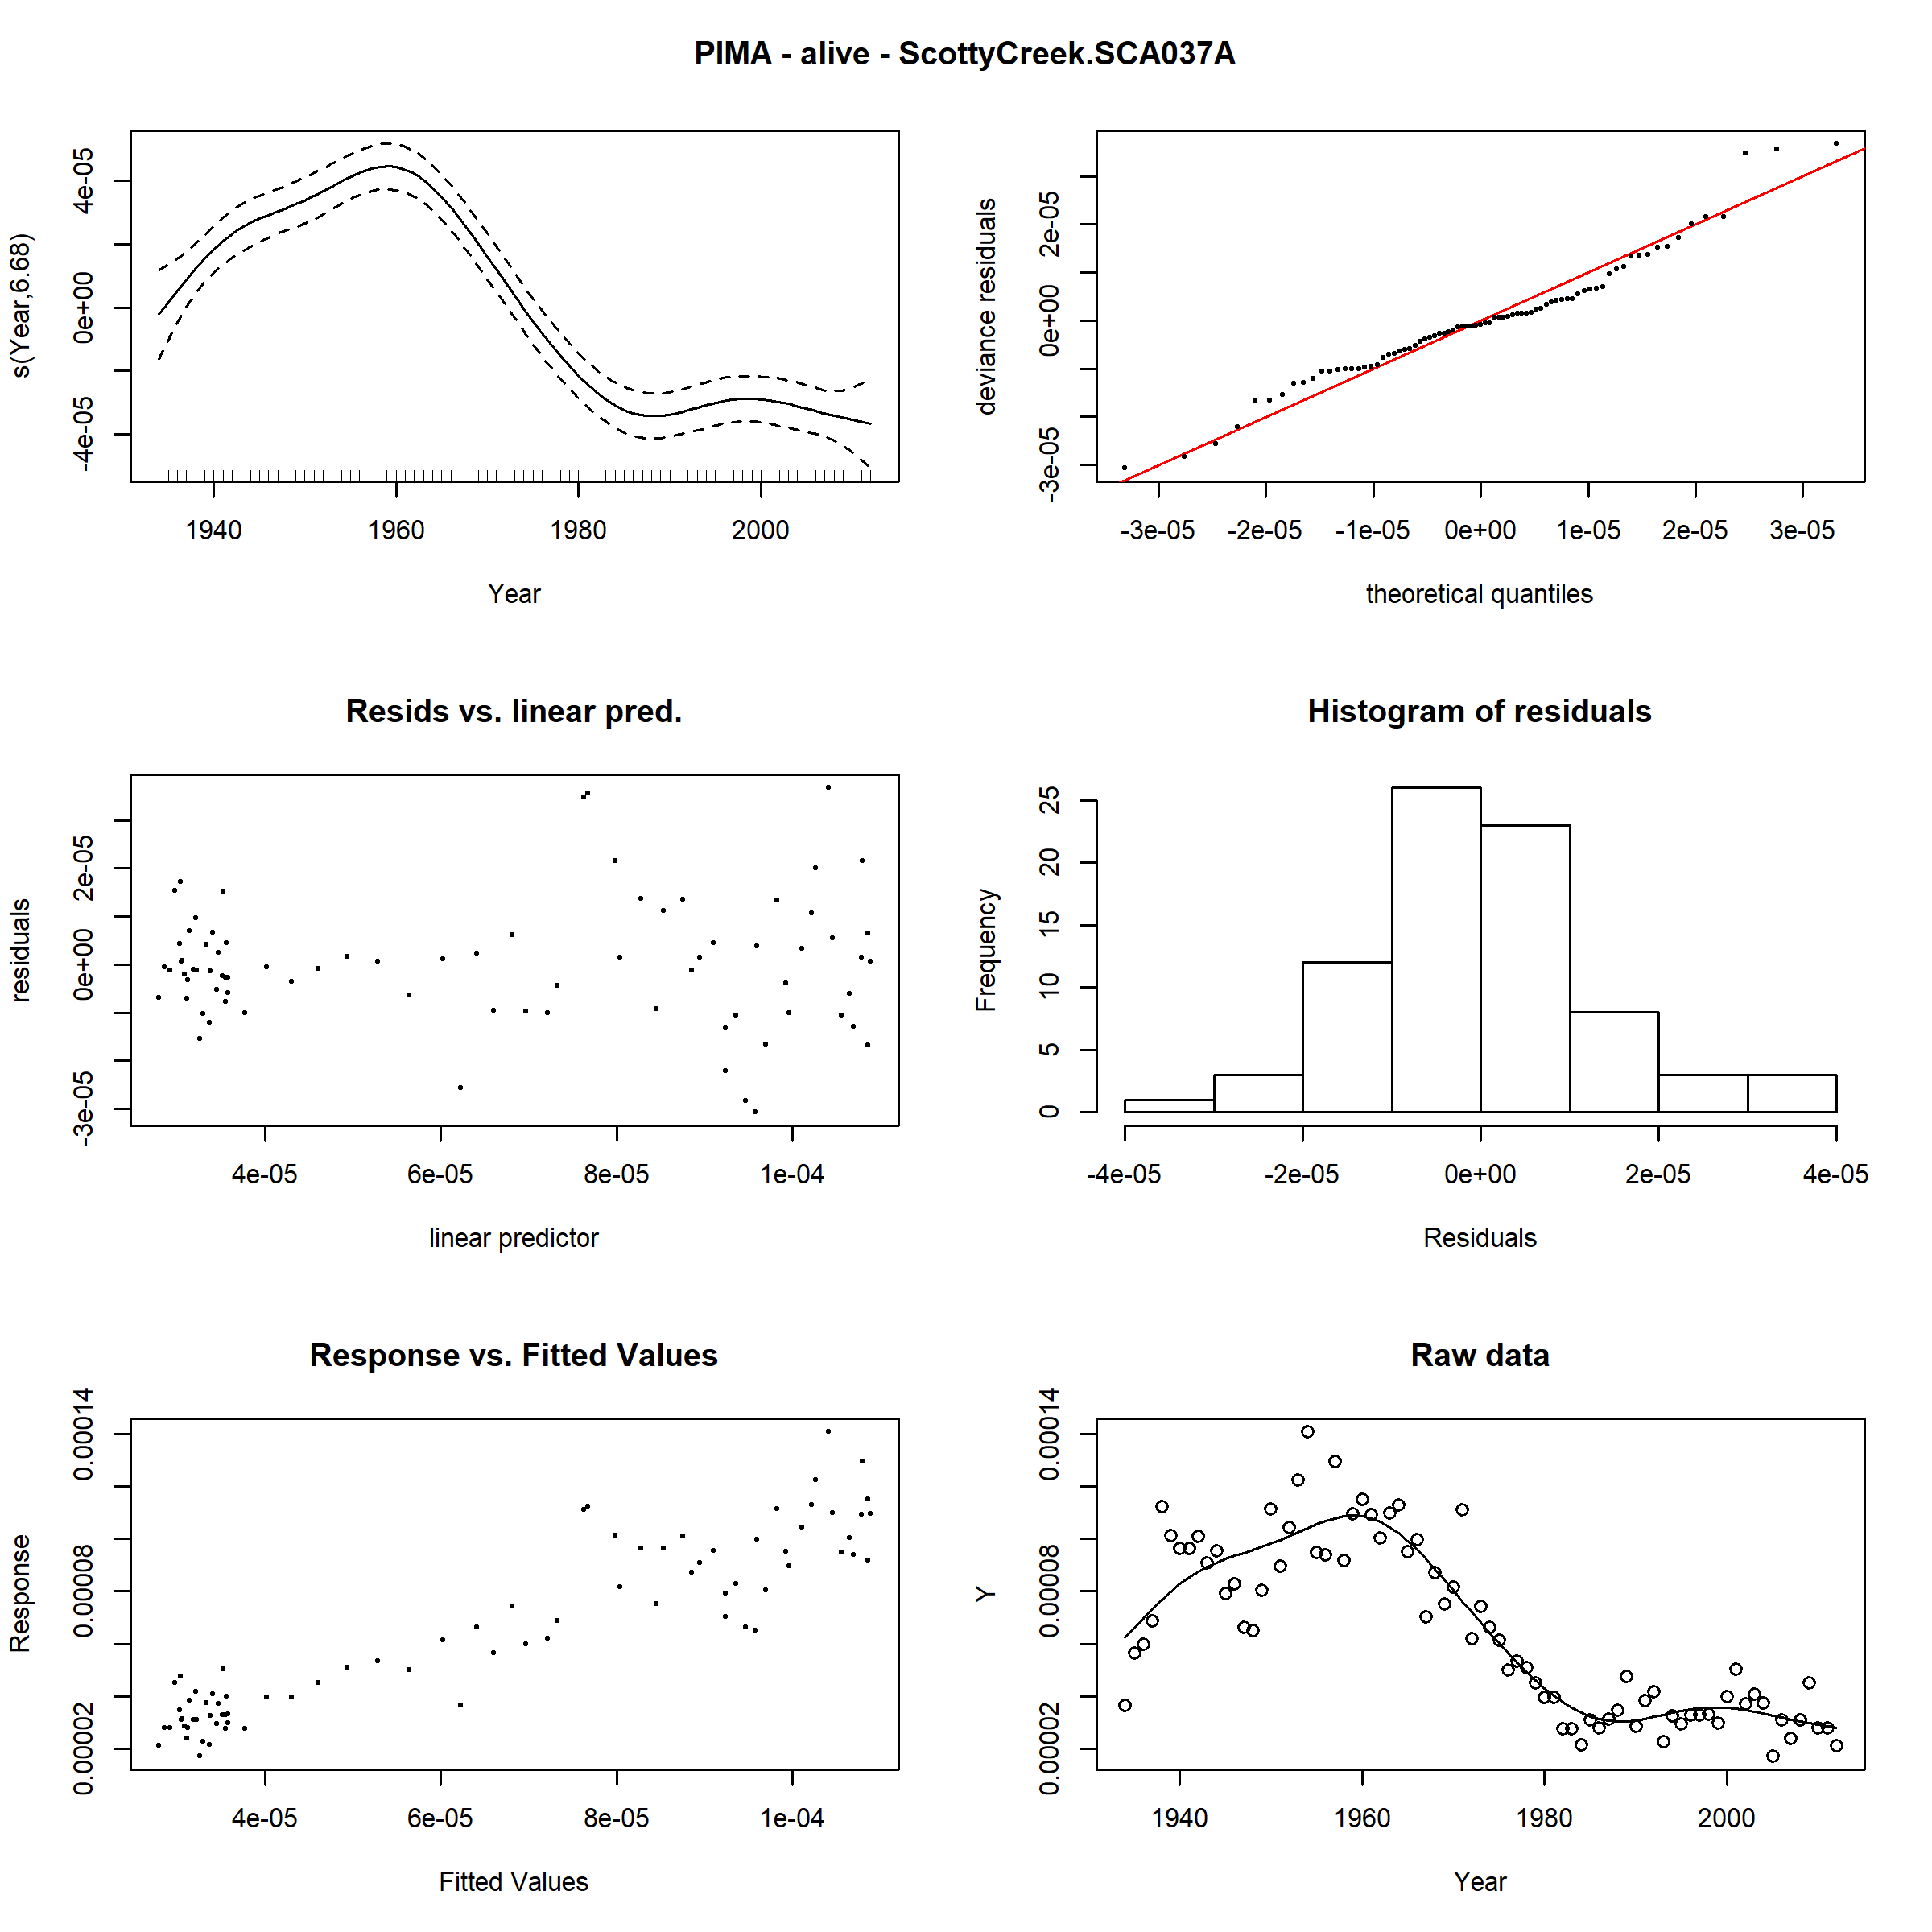 PIMA - alive - ScottyCreek.SCA037A
s(Year,6.68)
-4e-05 0e+00 4e-05
1940 1960 1980 2000
Year
deviance residuals
-3e-05 0e+00 2e-05
-3e-05 -2e-05 -1e-05 0e+00 1e-05 2e-05 3e-05
theoretical quantiles
Resids vs. linear pred.
residuals
-3e-05 0e+00 2e-05
4e-05 6e-05 8e-05 1e-04
linear predictor
Histogram of residuals
Frequency
0 5 10 15 20 25
-4e-05 -2e-05 0e+00 2e-05 4e-05
Residuals
Response vs. Fitted Values
Response
0.00002 0.00008 0.00014
4e-05 6e-05 8e-05 1e-04
Fitted Values
Raw data
Y
0.00002 0.00008 0.00014
1940 1960 1980 2000
Year